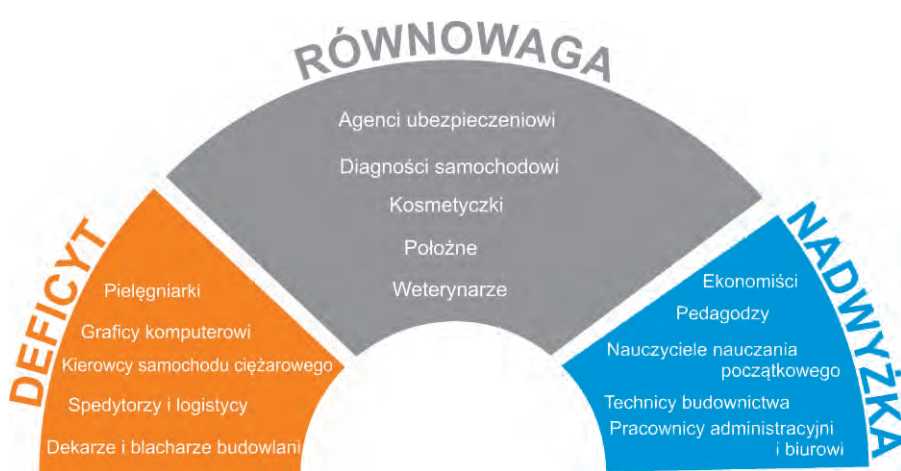 RÓWNOWAGA
Agenci ubezpieczeniowi
Diagności samochodowi
Kosmetyczki
Położne
Weterynarze
DEFICYT
Pielęgniarki
Graficy komputerowi
Kierowcy samochodu ciężarowego
Spedytorzy i logistycy
Dekarze i blacharze budowlani
NADWYŻKA
Ekonomiści
Pedagodzy
Nauczyciele nauczania
początkowego
Technicy budownictwa
Pracownicy administracyjni
i biurowi